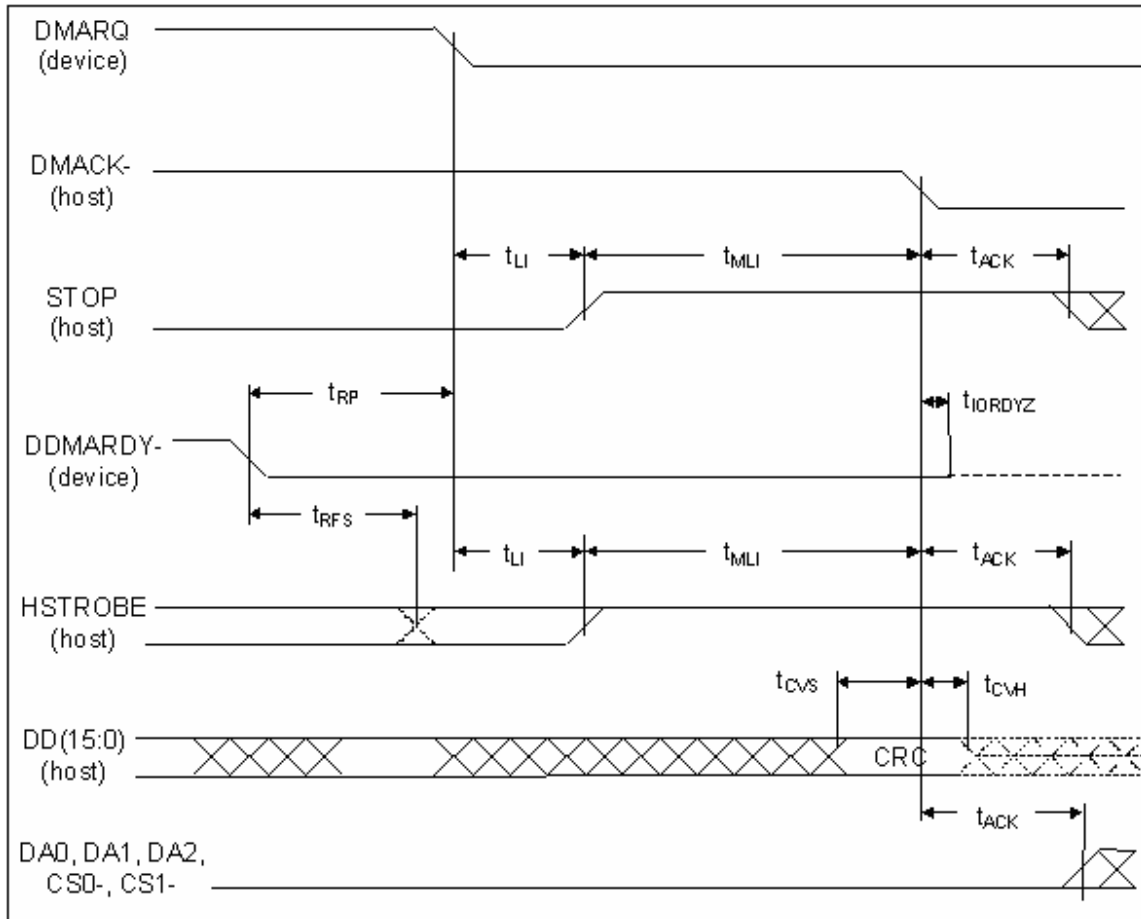 DMARQ
(device)
DMACK-
(host)
tLI
tMLI
tACK
STOP
(host)
tRP
tIORDYZ
DDMARDY-
(device)
tRFS
tLI
tMLI
tACK
HSTROBE
(host)
tCVS
tCVH
DD(15:0)
(host)
CRC
tACK
DA0, DA1, DA2,
CS0-, CS1-